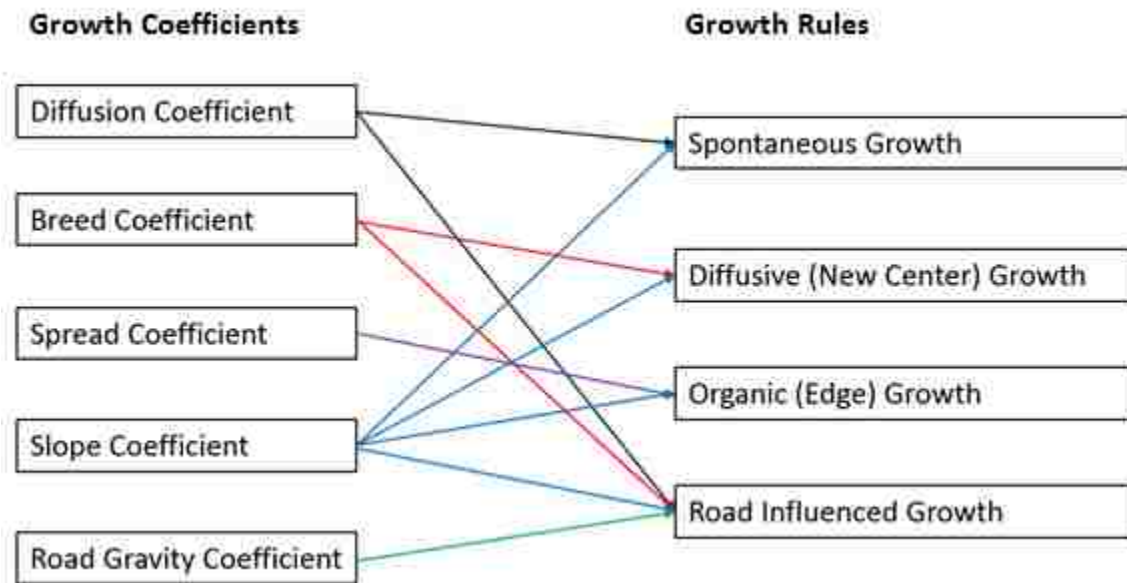 Growth Coefficients
Growth Rules
Diffusion Coefficient
Spontaneous Growth
Breed Coefficient
Diffusive (New Center) Growth
Spread Coefficient
Organic (Edge) Growth
Slope Coefficient
Road Influenced Growth
Road Gravity Coefficient